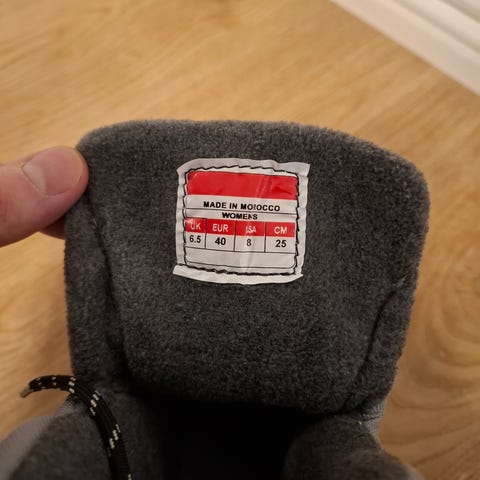 MADE IN MOROCCO
WOMENS
UK EUR USA CM
6.5 40 8 25